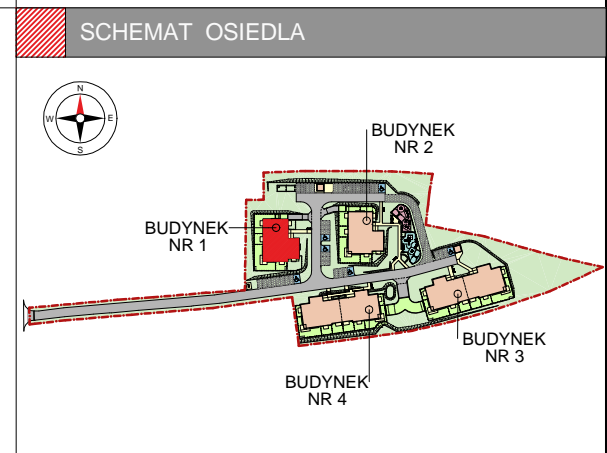 SCHEMAT OSIEDLA
N
W E
S
BUDYNEK
NR 2
BUDYNEK
NR 1
BUDYNEK
NR 3
BUDYNEK
NR 4